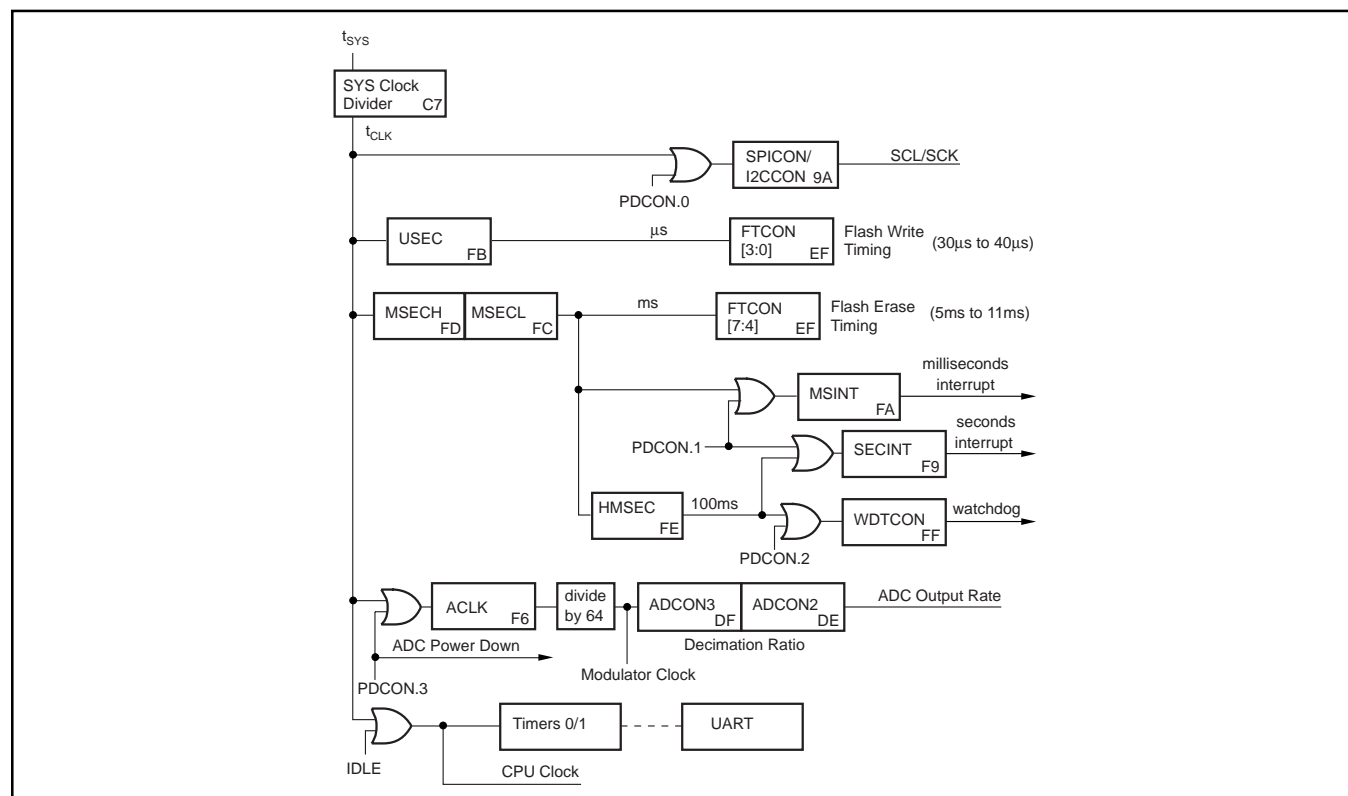 tSYS
SYS Clock
Divider C7
tCLK
SPICON/
I2CCON 9A
SCL/SCK
PDCON.0
USEC
FB
µs
FTCON
[3:0] EF
Flash Write
Timing
(30µs to 40µs)
MSECH
FD
MSECL
FC
ms
FTCON
[7:4] EF
Flash Erase
Timing
(5ms to 11ms)
MSINT
FA
milliseconds
interrupt
PDCON.1
SECINT
F9
seconds
interrupt
HMSEC
FE
100ms
WDTCON
FF
watchdog
PDCON.2
ACLK
F6
divide
by 64
ADCON3
DF
ADCON2
DE
ADC Output Rate
ADC Power Down
Decimation Ratio
Modulator Clock
PDCON.3
Timers 0/1
UART
IDLE
CPU Clock